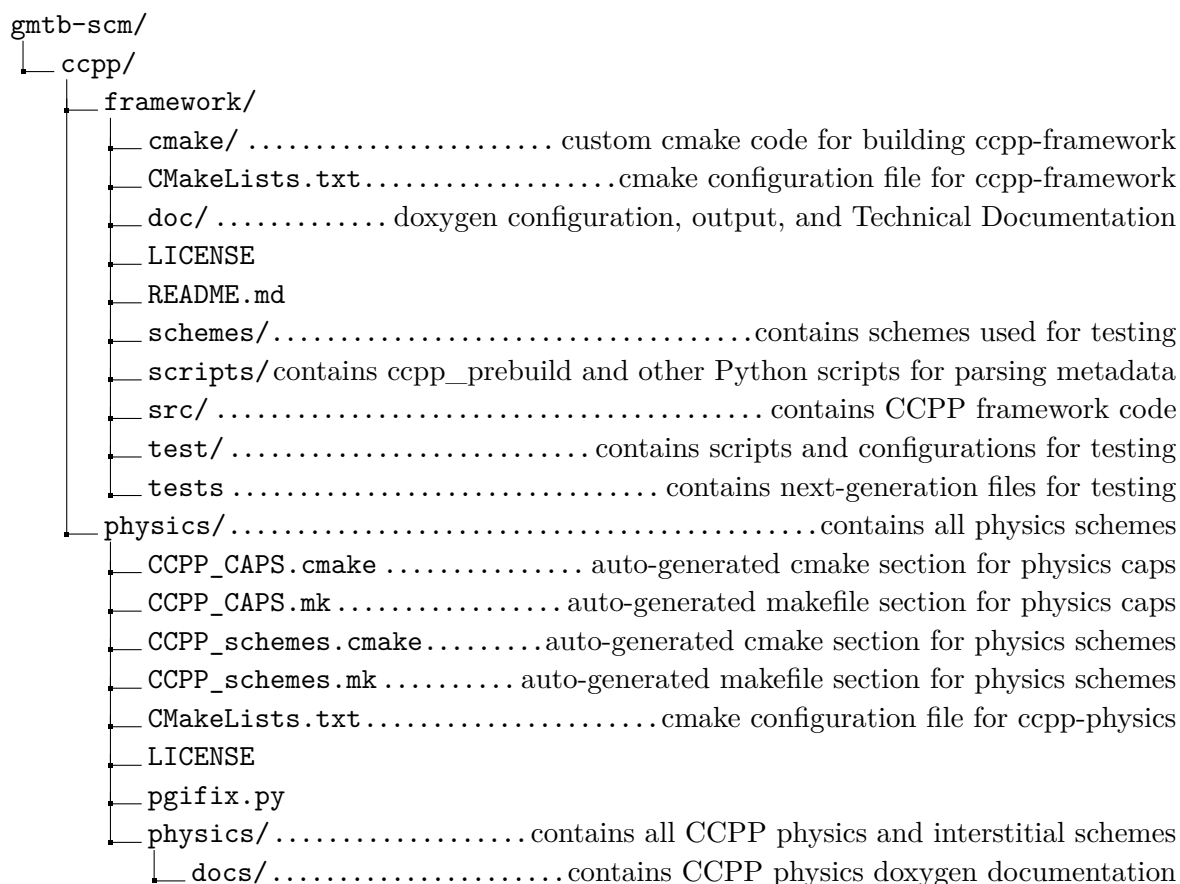 gmtb-scm/
ccpp/
framework/
cmake/ ....................... custom cmake code for building ccpp-framework
CMakeLists.txt...................cmake configuration file for ccpp-framework
doc/ ............. doxygen configuration, output, and Technical Documentation
LICENSE
README.md
schemes/....................................contains schemes used for testing
scripts/contains ccpp_prebuild and other Python scripts for parsing metadata
src/ ......................................... contains CCPP framework code
test/ ........................... contains scripts and configurations for testing
tests ................................ contains next-generation files for testing
physics/............................................contains all physics schemes
CCPP_CAPS.cmake ............... auto-generated cmake section for physics caps
CCPP_CAPS.mk ................. auto-generated makefile section for physics caps
CCPP_schemes.cmake.........auto-generated cmake section for physics schemes
CCPP_schemes.mk .......... auto-generated makefile section for physics schemes
CMakeLists.txt......................cmake configuration file for ccpp-physics
LICENSE
pgifix.py
physics/...................contains all CCPP physics and interstitial schemes
docs/......................contains CCPP physics doxygen documentation